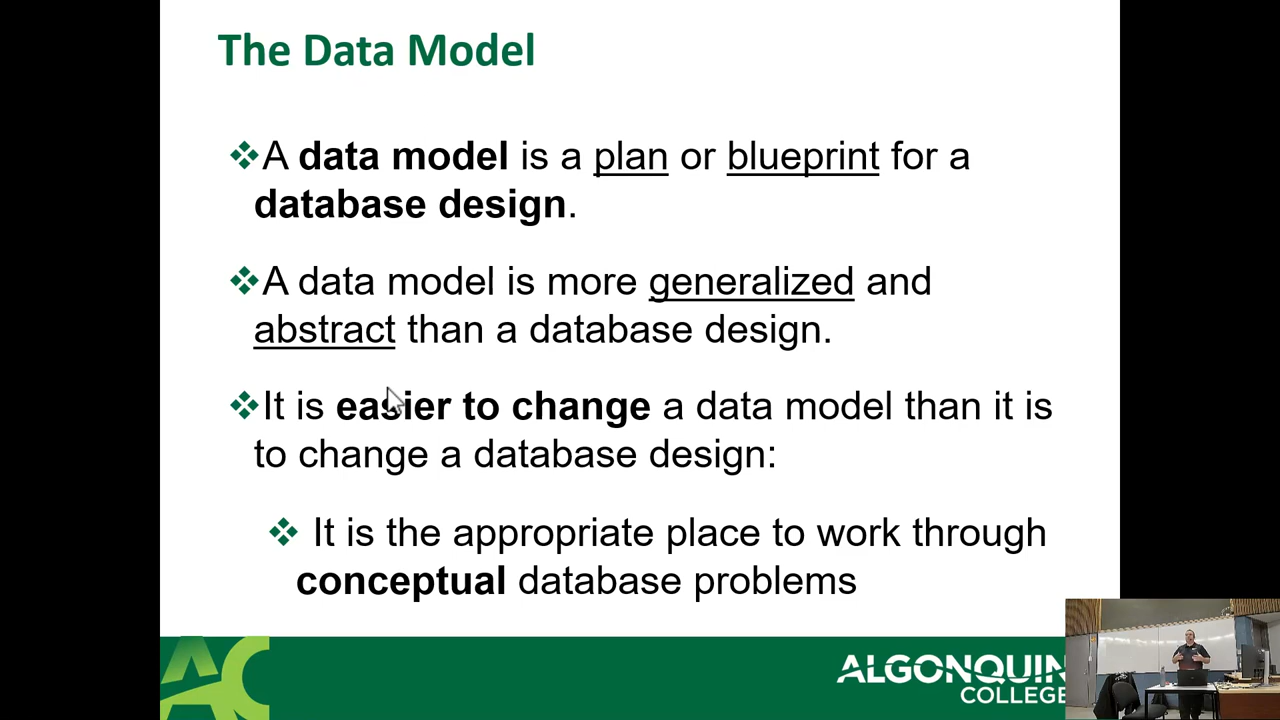 The Data Model
❖A data model is a plan or blueprint for a
database design.
❖A data model is more generalized and
abstract than a database design.
❖It is easier to change a data model than it is
to change a database design:
❖ It is the appropriate place to work through
conceptual database problems
AC
ALGONQUIN
COLLEGE